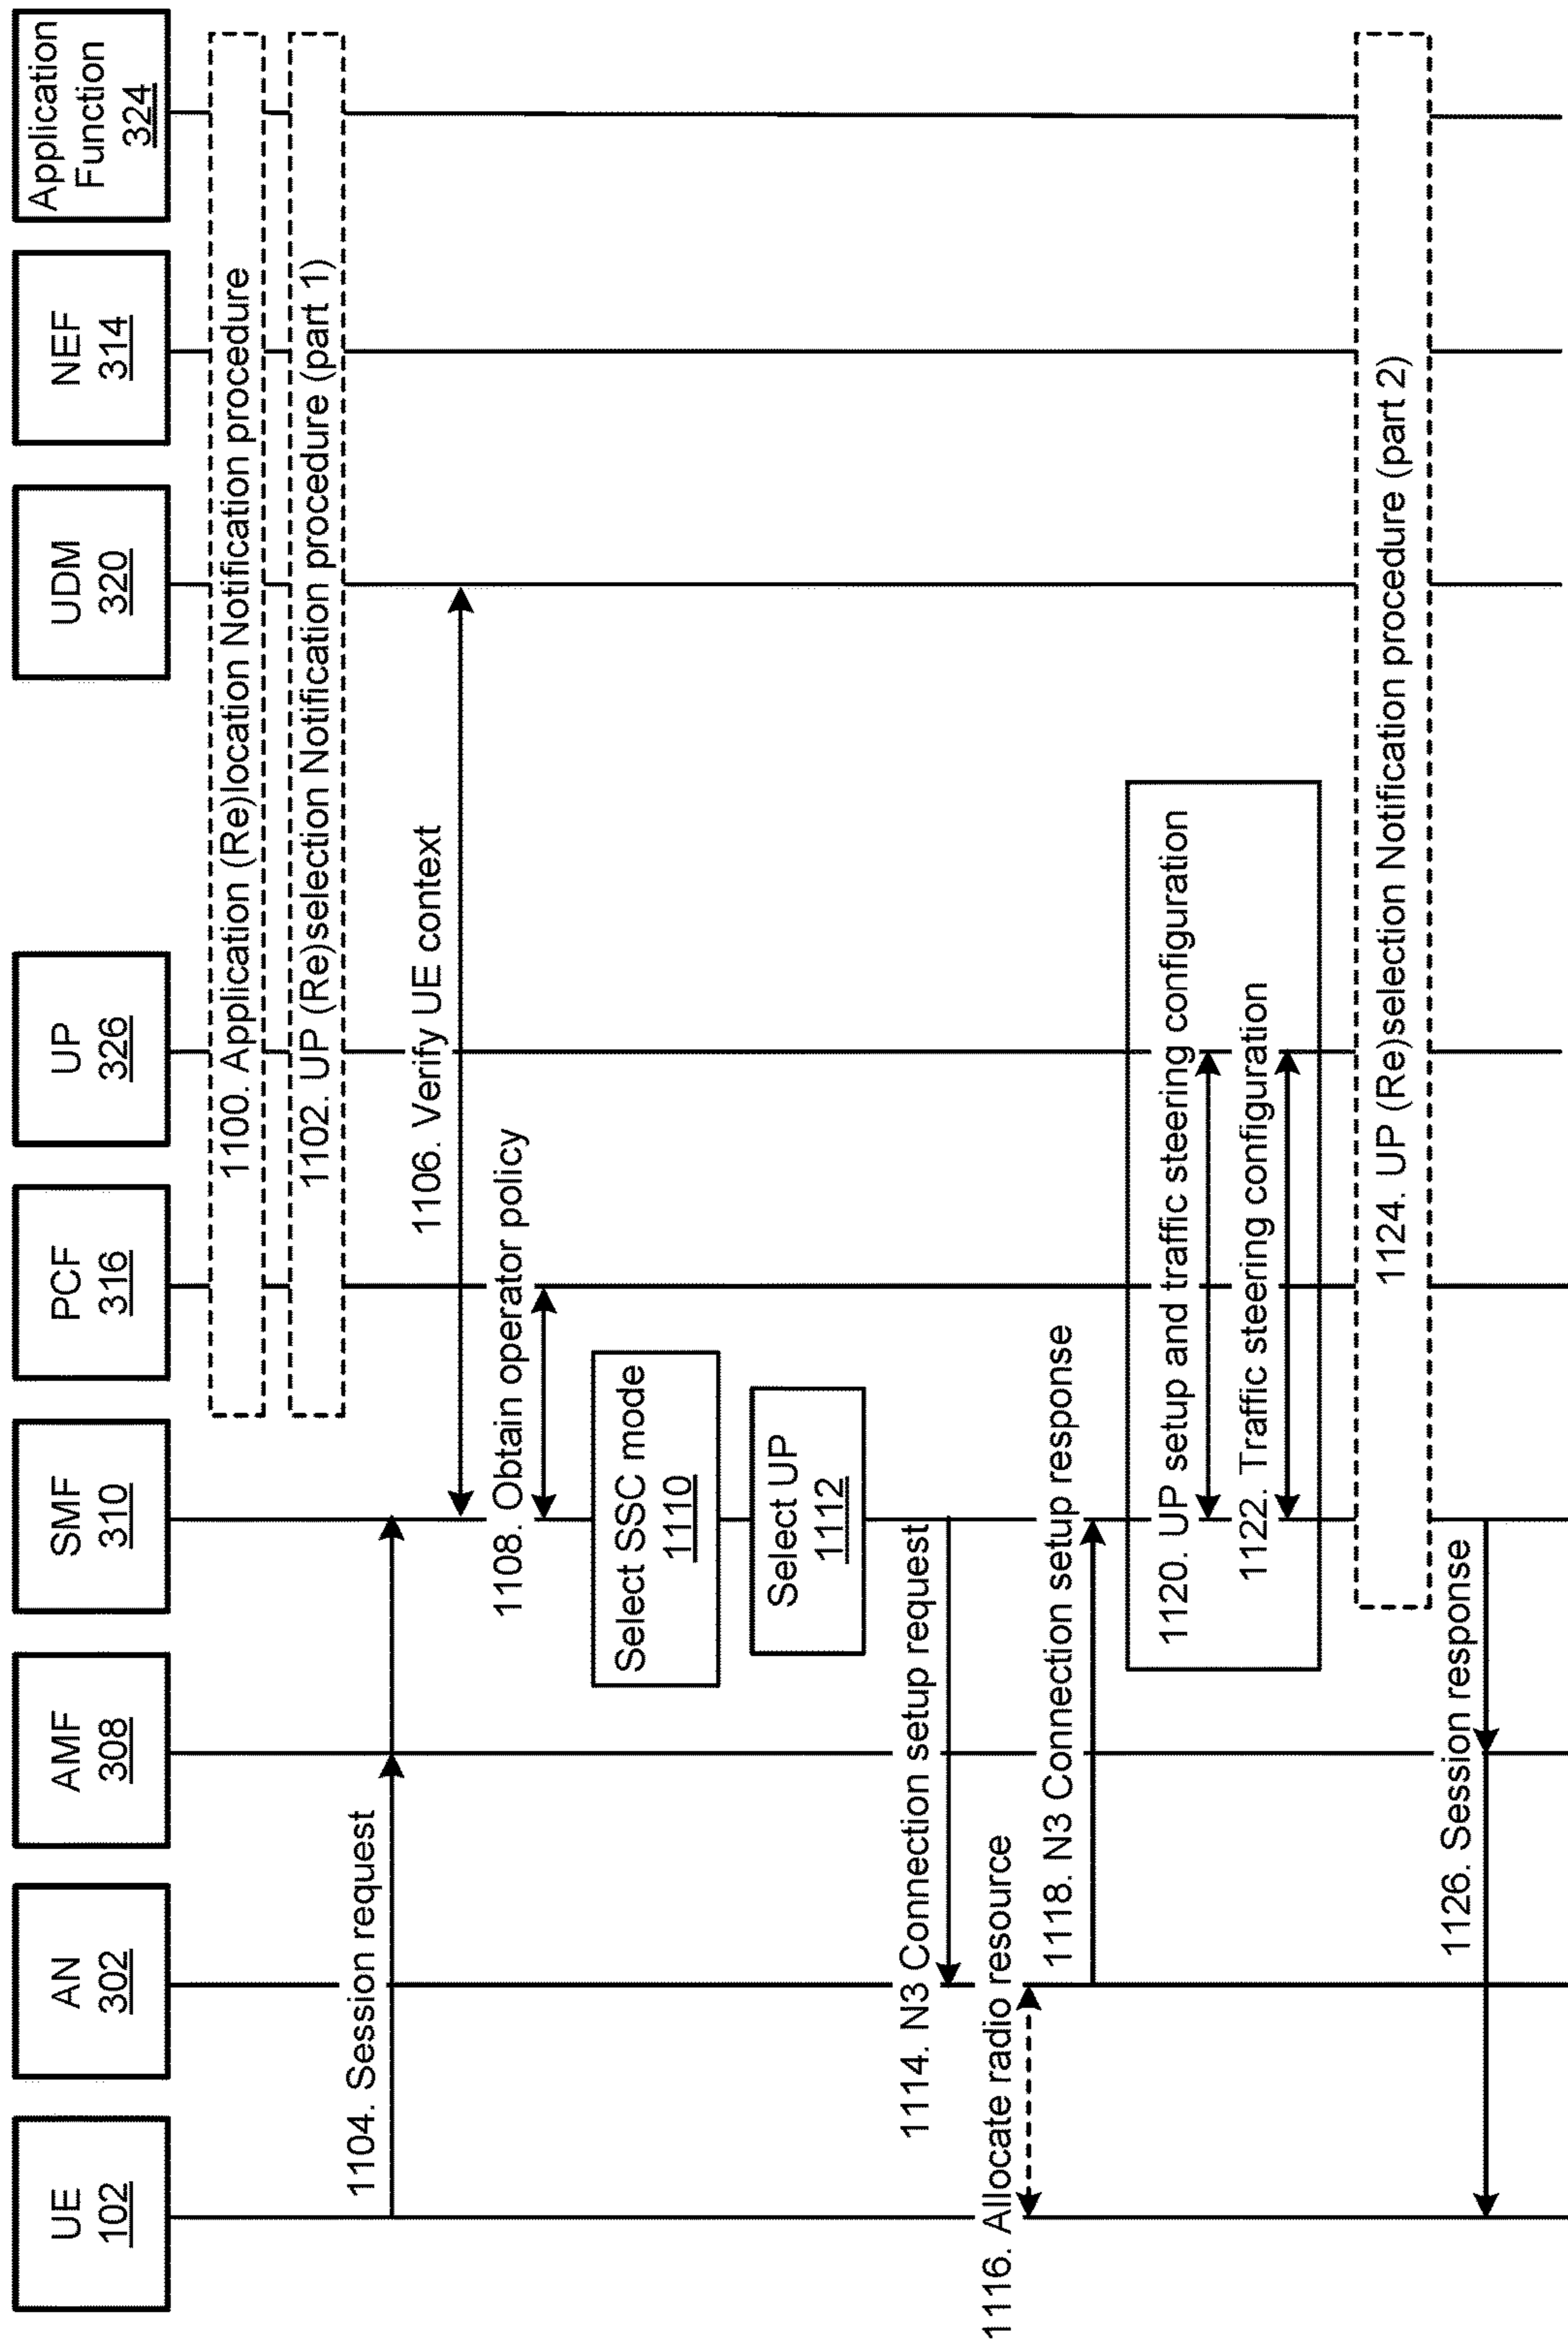 UE
102
AN
302
AMF
308
SMF
310
PCF
316
UP
326
UDM
320
NEF
314
Application
Function
324
1100. Application (Re)location Notification procedure
1102. UP (Re)selection Notification procedure (part 1)
1104. Session request
1106. Verify UE context
1108. Obtain operator policy
Select SSC mode
1110
Select UP
1112
1114. N3 Connection setup request
1116. Allocate radio resource
1118. N3 Connection setup response
1120. UP setup and traffic steering configuration
1122. Traffic steering configuration
1124. UP (Re)selection Notification procedure (part 2)
1126. Session response